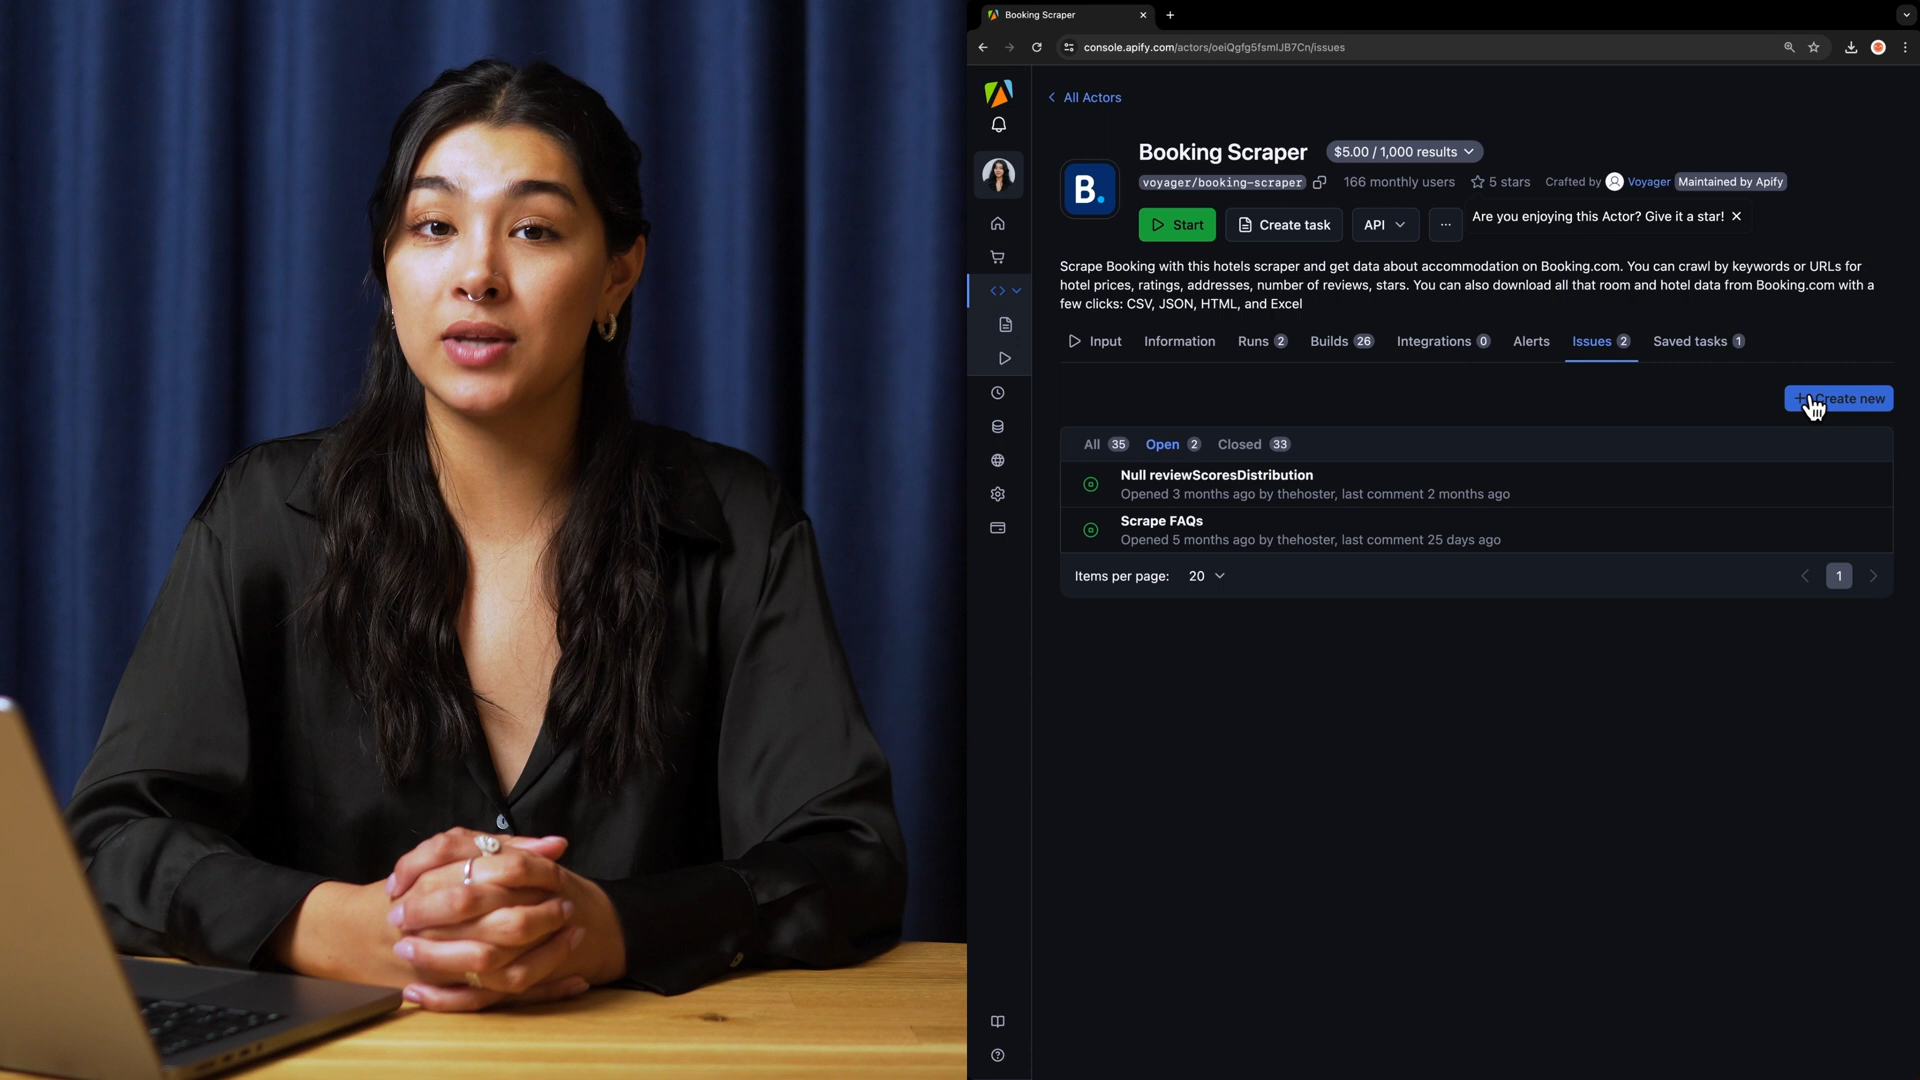 Booking Scraper
console.apify.com/actors/oeiQgfg5fsmIJB7Cn/issues
All Actors
B.
Booking Scraper
$5.00 / 1,000 results
voyager/booking-scraper
166 monthly users
5 stars
Crafted by Voyager
Maintained by Apify
Start
Create task
API
Are you enjoying this Actor? Give it a star!
Scrape Booking with this hotels scraper and get data about accommodation on Booking.com. You can crawl by keywords or URLs for
hotel prices, ratings, addresses, number of reviews, stars. You can also download all that room and hotel data from Booking.com with a
few clicks: CSV, JSON, HTML, and Excel
Input
Information
Runs 2
Builds 26
Integrations 0
Alerts
Issues 2
Saved tasks 1
Create new
All 35
Open 2
Closed 33
Null reviewScoresDistribution
Opened 3 months ago by thehoster, last comment 2 months ago
Scrape FAQs
Opened 5 months ago by thehoster, last comment 25 days ago
Items per page: 20
1